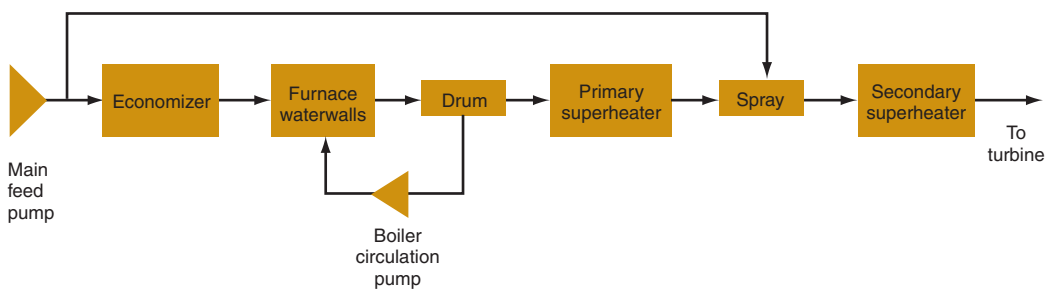 Economizer
Furnace
waterwalls
Drum
Primary
superheater
Spray
Secondary
superheater
To
turbine
Main
feed
pump
Boiler
circulation
pump